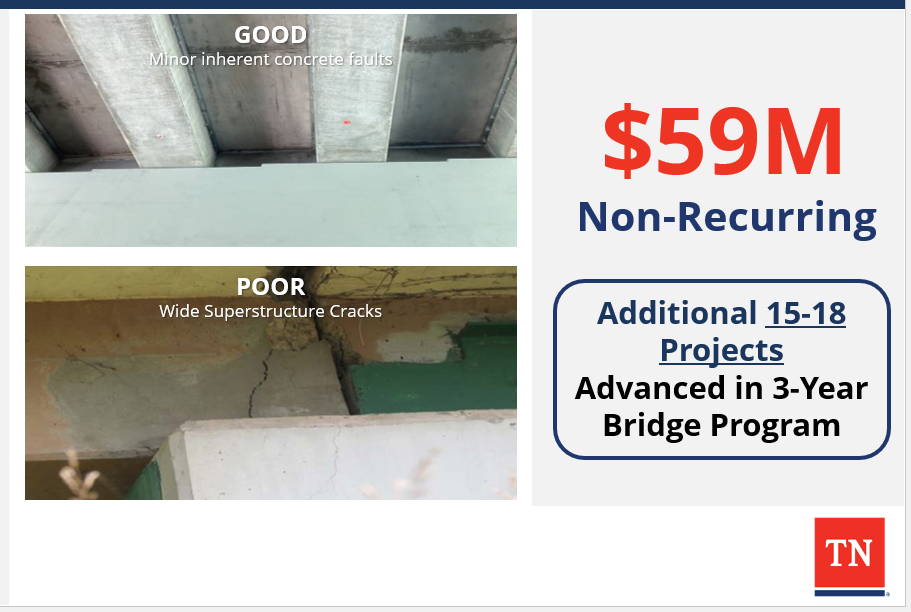 GOOD
Minor inherent concrete faults
POOR
Wide Superstructure Cracks
$59M
Non-Recurring
Additional 15-18
Projects
Advanced in 3-Year
Bridge Program
TN